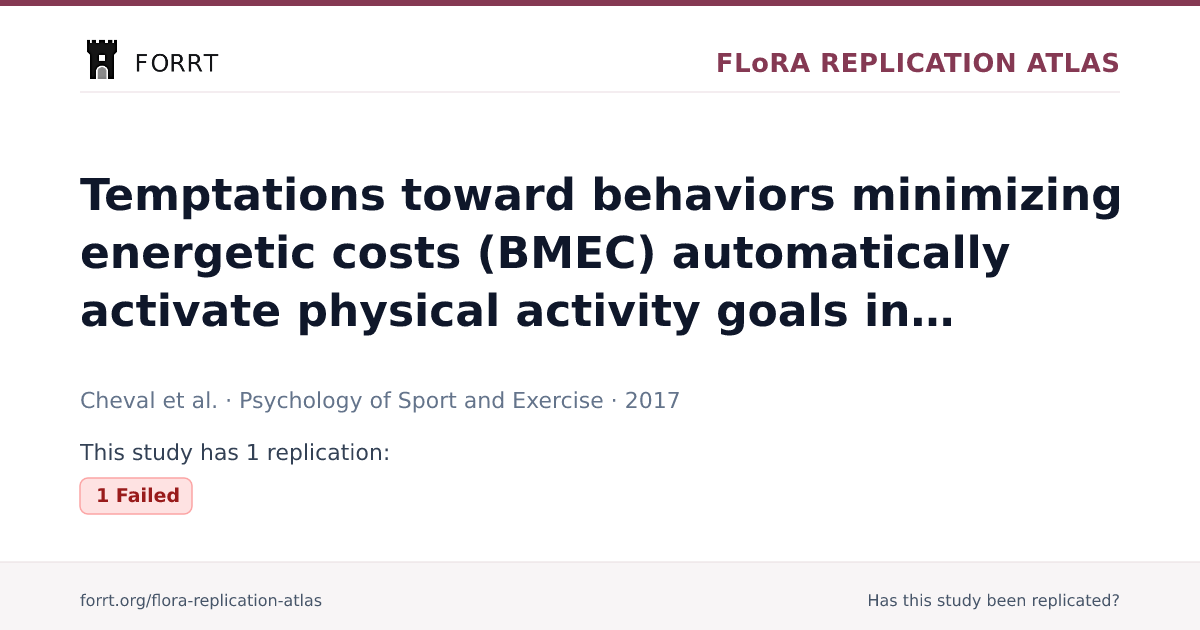 FORRT
FLoRA REPLICATION ATLAS
Temptations toward behaviors minimizing
energetic costs (BMEC) automatically
activate physical activity goals in…
Cheval et al. · Psychology of Sport and Exercise · 2017
This study has 1 replication:
1 Failed
forrt.org/flora-replication-atlas
Has this study been replicated?